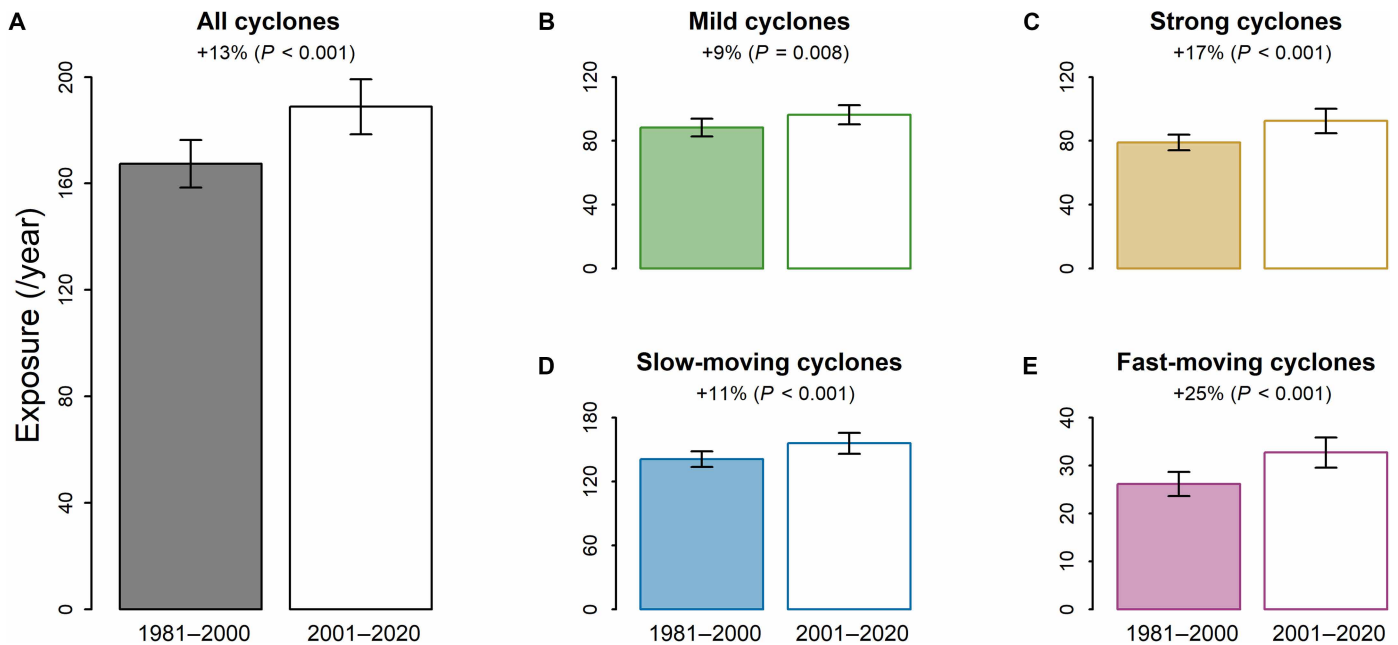 A
All cyclones
+13% (P < 0.001)
Exposure (/year)
200
160
120
80
40
0
1981–2000
2001–2020
B
Mild cyclones
+9% (P = 0.008)
120
80
40
0
C
Strong cyclones
+17% (P < 0.001)
120
80
40
0
D
Slow-moving cyclones
+11% (P < 0.001)
180
120
60
0
1981–2000
2001–2020
E
Fast-moving cyclones
+25% (P < 0.001)
40
30
20
10
0
1981–2000
2001–2020